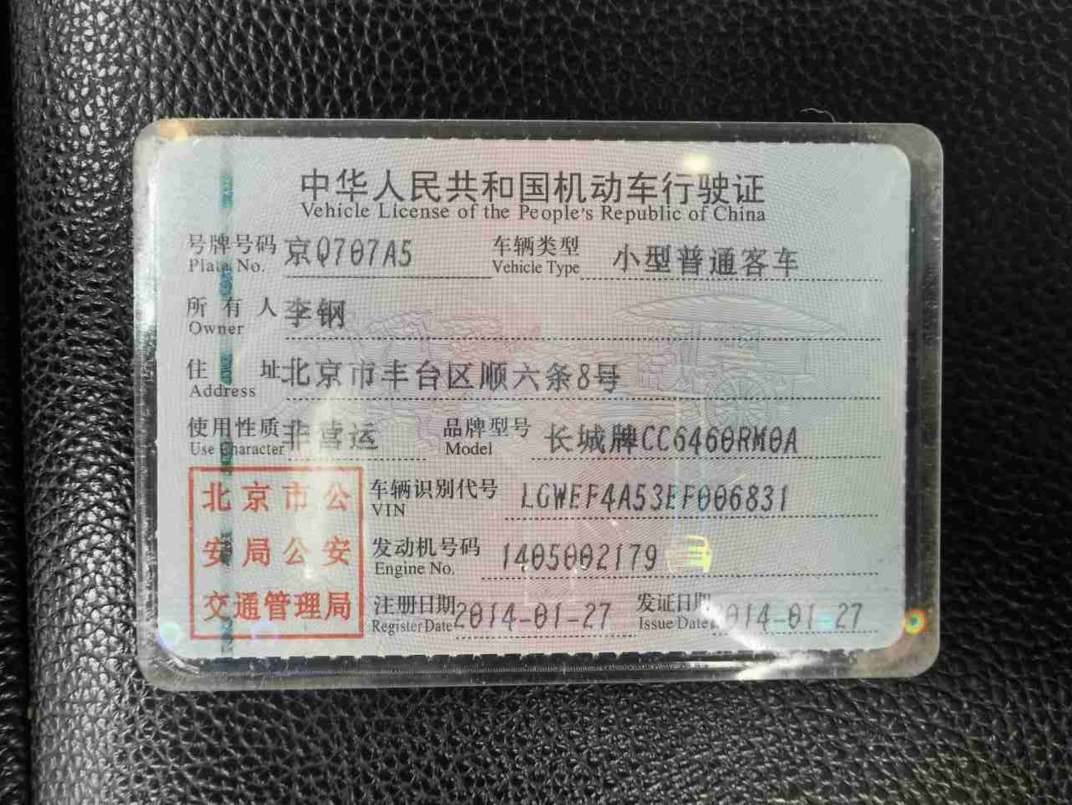 中华人民共和国机动车行驶证
Vehicle License of the People's Republic of China
号牌号码 京Q707A5 车辆类型 小型普通客车
Plate No. Vehicle Type
所有人 李钢
Owner
住址 北京市丰台区顺六条8号
Address
使用性质 非营运 品牌型号 长城牌CC6460RM0A
Use Character Model
北京市公 车辆识别代号 LGWEF4A53EF006831
VIN
安局公安 发动机号码 1405002179
Engine No.
交通管理局 注册日期 2014-01-27 发证日期 2014-01-27
Register Date Issue Date